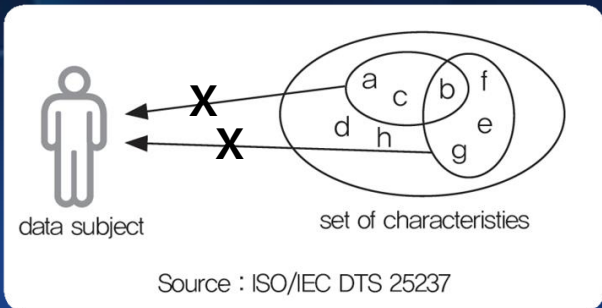 X
X
a
c
b
f
d
h
e
g
data subject
set of characteristies
Source : ISO/IEC DTS 25237